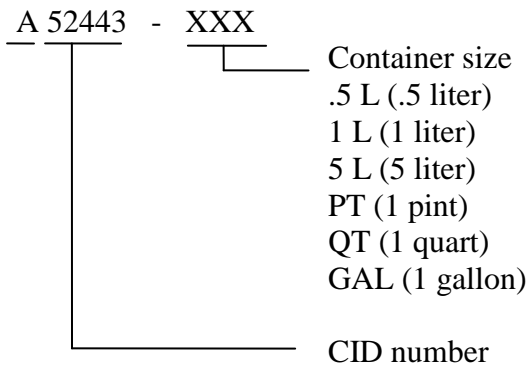 A 52443 - XXX
Container size
.5 L (.5 liter)
1 L (1 liter)
5 L (5 liter)
PT (1 pint)
QT (1 quart)
GAL (1 gallon)
CID number